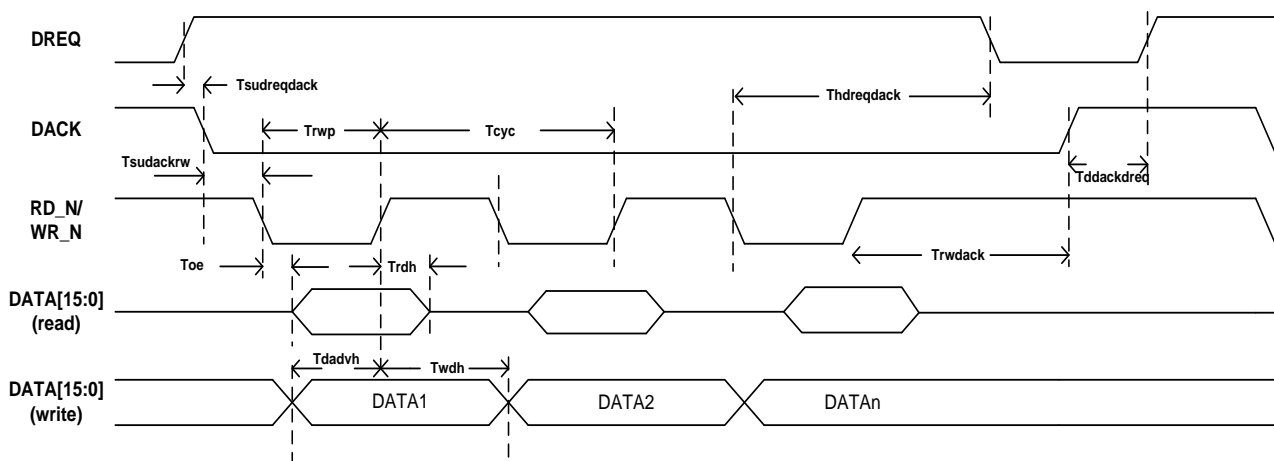 DREQ
Tsudreqdack
Thdreqdack
DACK
Trwp
Tcyc
Tsudackrw
Tddackdreq
RD_N/
WR_N
Toe
Trdh
Trwdack
DATA[15:0]
(read)
Tdadvh
Twdh
DATA[15:0]
(write)
DATA1
DATA2
DATAn